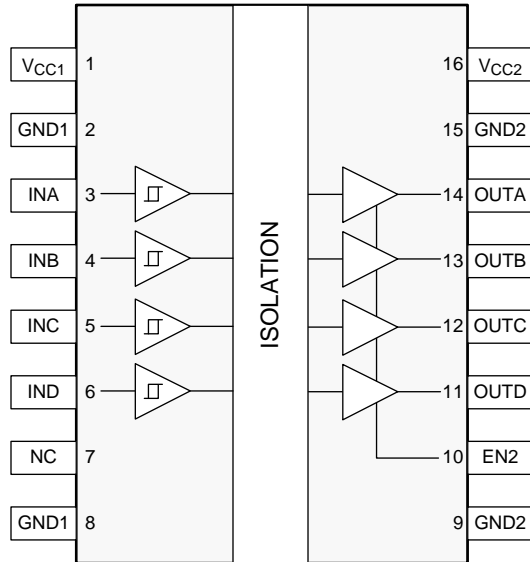 VCC1 1 16 VCC2
GND1 2 15 GND2
INA 3 14 OUTA
INB 4 13 OUTB
INC 5 12 OUTC
IND 6 11 OUTD
NC 7 10 EN2
GND1 8 9 GND2
ISOLATION